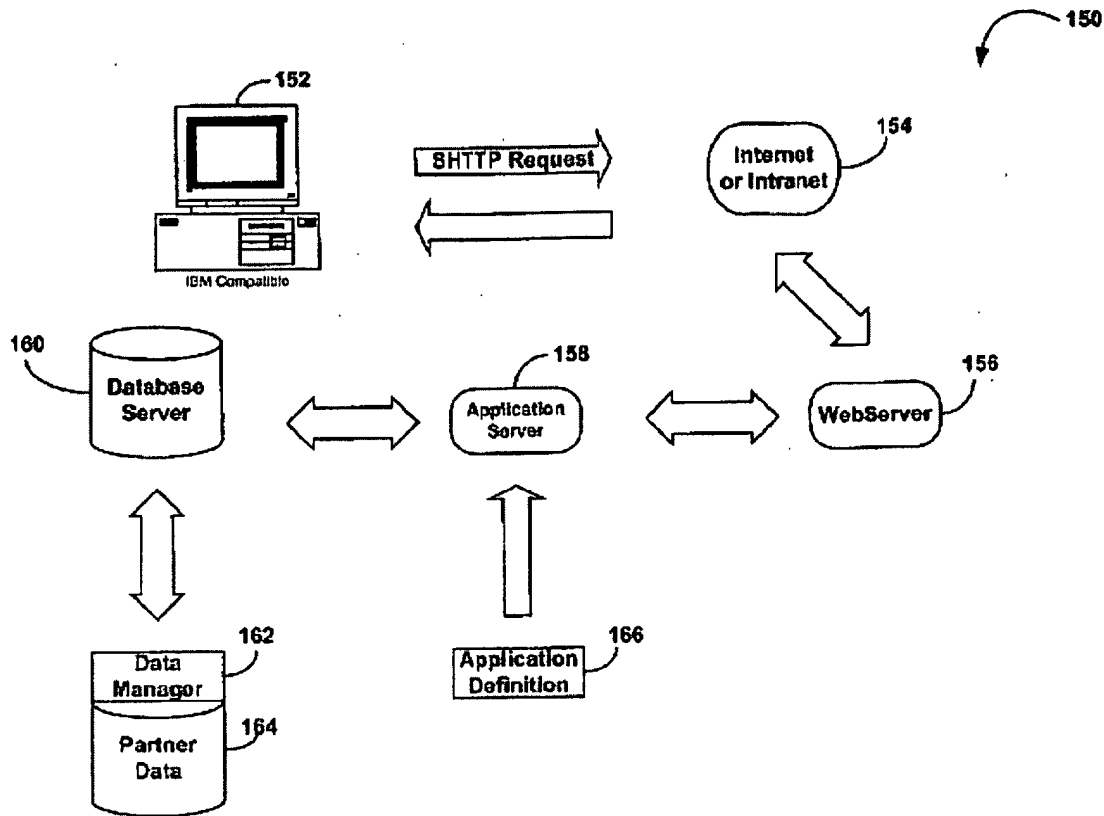 150
152
SHTTP Request
Internet
or Intranet
154
IBM Compatible
160
Database
Server
158
Application
Server
156
WebServer
162
Data
Manager
164
Partner
Data
166
Application
Definition